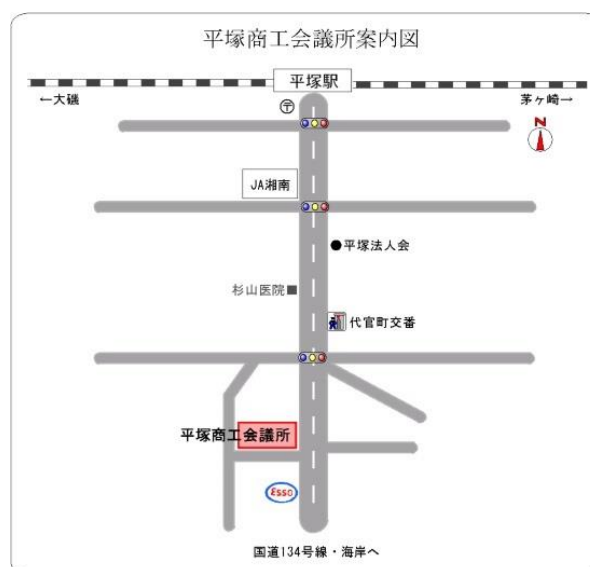 平塚商工会議所案内図
平塚駅
←大磯
茅ヶ崎→
〒
N
JA湘南
平塚法人会
杉山医院
代官町交番
平塚商工会議所
Esso
国道134号線・海岸へ